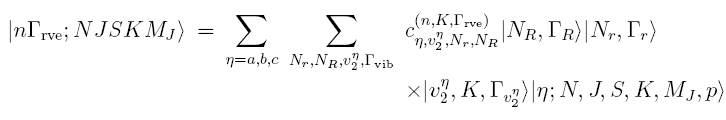 |nΓ_rve; NJSKM_J⟩ = ∑_{η=a,b,c} ∑_{N_r,N_R,v_2^η,Γ_vib} c^{(n,K,Γ_rve)}_{η,v_2^η,N_r,N_R} |N_R, Γ_R⟩|N_r, Γ_r⟩
×|v_2^η, K, Γ_{v_2^η}⟩|η; N, J, S, K, M_J, p⟩